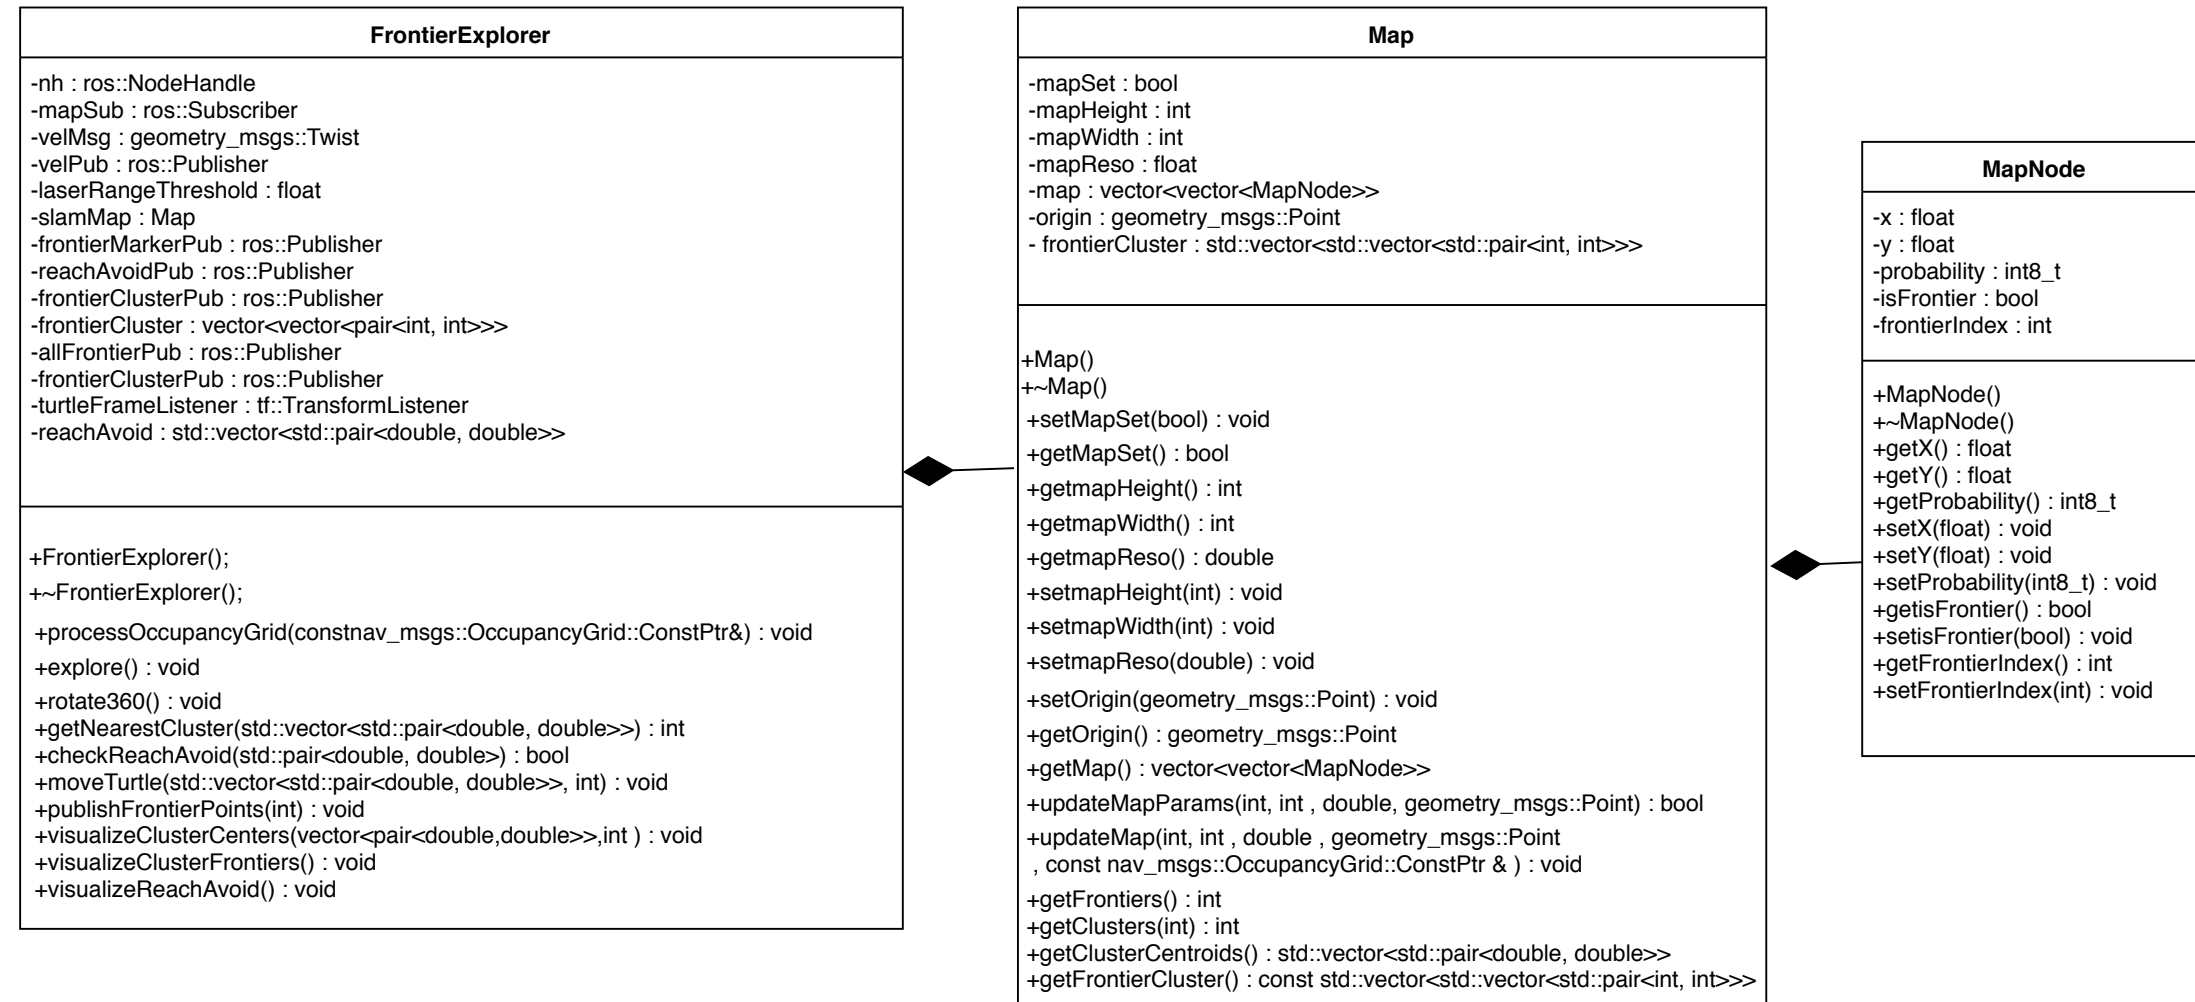 FrontierExplorer
-nh : ros::NodeHandle
-mapSub : ros::Subscriber
-velMsg : geometry_msgs::Twist
-velPub : ros::Publisher
-laserRangeThreshold : float
-slamMap : Map
-frontierMarkerPub : ros::Publisher
-reachAvoidPub : ros::Publisher
-frontierClusterPub : ros::Publisher
-frontierCluster : vector<vector<pair<int, int>>>
-allFrontierPub : ros::Publisher
-frontierClusterPub : ros::Publisher
-turtleFrameListener : tf::TransformListener
-reachAvoid : std::vector<std::pair<double, double>>
+FrontierExplorer();
+~FrontierExplorer();
+processOccupancyGrid(constnav_msgs::OccupancyGrid::ConstPtr&) : void
+explore() : void
+rotate360() : void
+getNearestCluster(std::vector<std::pair<double, double>>) : int
+checkReachAvoid(std::pair<double, double>) : bool
+moveTurtle(std::vector<std::pair<double, double>>, int) : void
+publishFrontierPoints(int) : void
+visualizeClusterCenters(vector<pair<double,double>>,int ) : void
+visualizeClusterFrontiers() : void
+visualizeReachAvoid() : void
Map
-mapSet : bool
-mapHeight : int
-mapWidth : int
-mapReso : float
-map : vector<vector<MapNode>>
-origin : geometry_msgs::Point
- frontierCluster : std::vector<std::vector<std::pair<int, int>>>
+Map()
+~Map()
+setMapSet(bool) : void
+getMapSet() : bool
+getmapHeight() : int
+getmapWidth() : int
+getmapReso() : double
+setmapHeight(int) : void
+setmapWidth(int) : void
+setmapReso(double) : void
+setOrigin(geometry_msgs::Point) : void
+getOrigin() : geometry_msgs::Point
+getMap() : vector<vector<MapNode>>
+updateMapParams(int, int , double, geometry_msgs::Point) : bool
+updateMap(int, int , double , geometry_msgs::Point
, const nav_msgs::OccupancyGrid::ConstPtr & ) : void
+getFrontiers() : int
+getClusters(int) : int
+getClusterCentroids() : std::vector<std::pair<double, double>>
+getFrontierCluster() : const std::vector<std::vector<std::pair<int, int>>>
MapNode
-x : float
-y : float
-probability : int8_t
-isFrontier : bool
-frontierIndex : int
+MapNode()
+~MapNode()
+getX() : float
+getY() : float
+getProbability() : int8_t
+setX(float) : void
+setY(float) : void
+setProbability(int8_t) : void
+getisFrontier() : bool
+setisFrontier(bool) : void
+getFrontierIndex() : int
+setFrontierIndex(int) : void